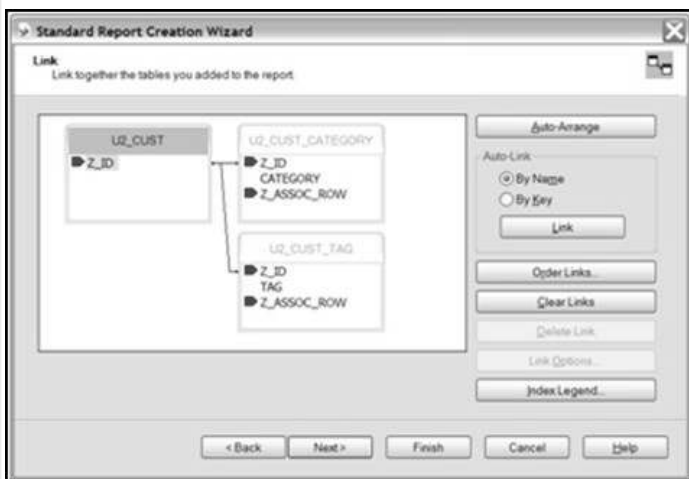 Standard Report Creation Wizard
Link
Link together the tables you added to the report
U2_CUST
Z_ID
U2_CUST_CATEGORY
Z_ID
CATEGORY
Z_ASSOC_ROW
U2_CUST_TAG
Z_ID
TAG
Z_ASSOC_ROW
Auto-Arrange
Auto-Link
By Name
By Key
Link
Order Links...
Clear Links
Delete Link
Link Options...
Index Legend...
< Back
Next >
Finish
Cancel
Help